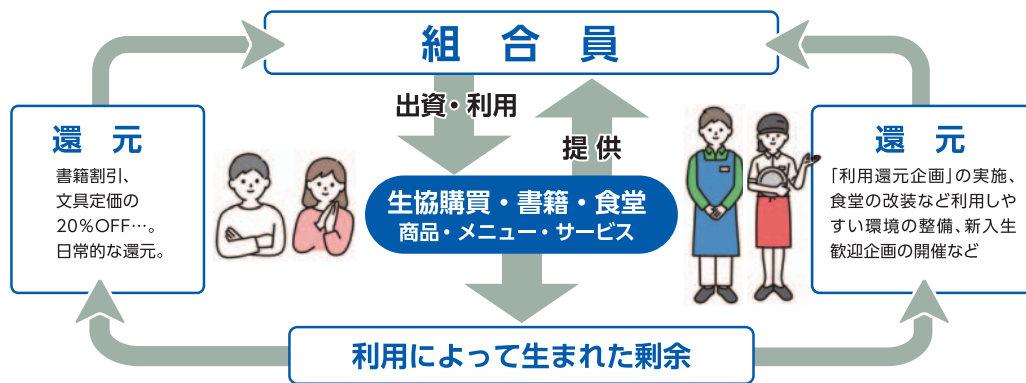 組合員
出資・利用
提供
還元
書籍割引、
文具定価の
20%OFF…。
日常的な還元。
生協購買・書籍・食堂
商品・メニュー・サービス
還元
「利用還元企画」の実施、
食堂の改装など利用しや
すい環境の整備、新入生
歓迎企画の開催など
利用によって生まれた剰余